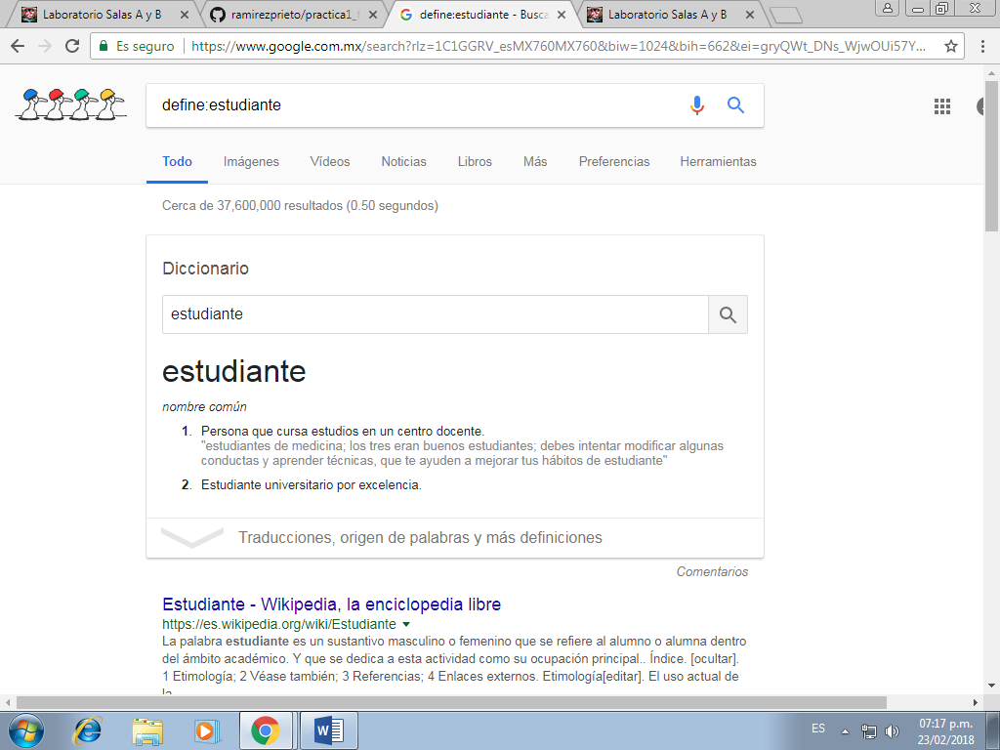 Laboratorio Salas A y B
ramirezprieto/practica1_f
define:estudiante - Busca
Laboratorio Salas A y B
Es seguro
https://www.google.com.mx/search?rlz=1C1GGRV_esMX760MX760&biw=1024&bih=662&ei=gryQWt_DNs_WjwOUi57Y...
define:estudiante
Todo Imágenes Vídeos Noticias Libros Más Preferencias Herramientas
Cerca de 37,600,000 resultados (0.50 segundos)
Diccionario
estudiante
estudiante
nombre común
1. Persona que cursa estudios en un centro docente.
"estudiantes de medicina; los tres eran buenos estudiantes; debes intentar modificar algunas
conductas y aprender técnicas, que te ayuden a mejorar tus hábitos de estudiante"
2. Estudiante universitario por excelencia.
Traducciones, origen de palabras y más definiciones
Comentarios
Estudiante - Wikipedia, la enciclopedia libre
https://es.wikipedia.org/wiki/Estudiante
La palabra estudiante es un sustantivo masculino o femenino que se refiere al alumno o alumna dentro
del ámbito académico. Y que se dedica a esta actividad como su ocupación principal.. Índice. [ocultar].
1 Etimología; 2 Véase también; 3 Referencias; 4 Enlaces externos. Etimología[editar]. El uso actual de
la
ES
07:17 p.m.
23/02/2018